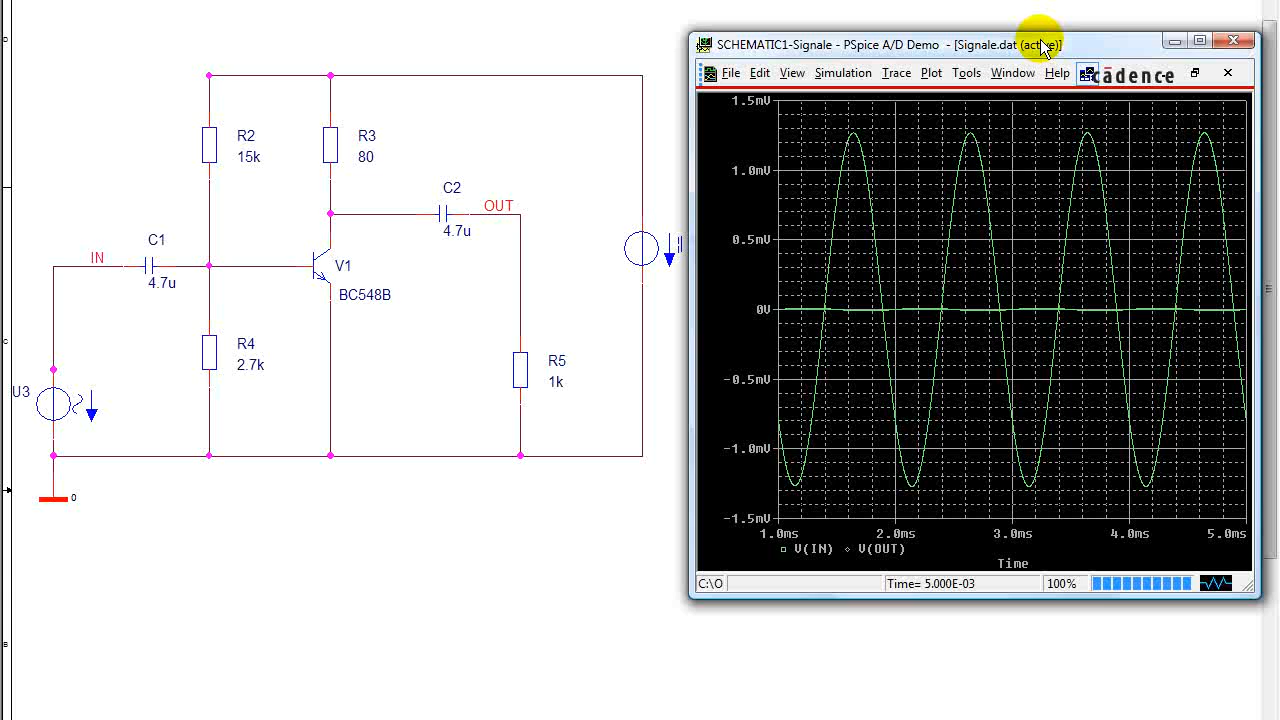 R2
15k
R3
80
C2
OUT
4.7u
C1
IN
4.7u
V1
BC548B
R4
2.7k
R5
1k
U3
0
SCHEMATIC1-Signale - PSpice A/D Demo - [Signale.dat (active)]
File Edit View Simulation Trace Plot Tools Window Help cādence
1.5mV
1.0mV
0.5mV
0V
-0.5mV
-1.0mV
-1.5mV
1.0ms 2.0ms 3.0ms 4.0ms 5.0ms
V(IN) V(OUT)
Time
C:\O Time= 5.000E-03 100%